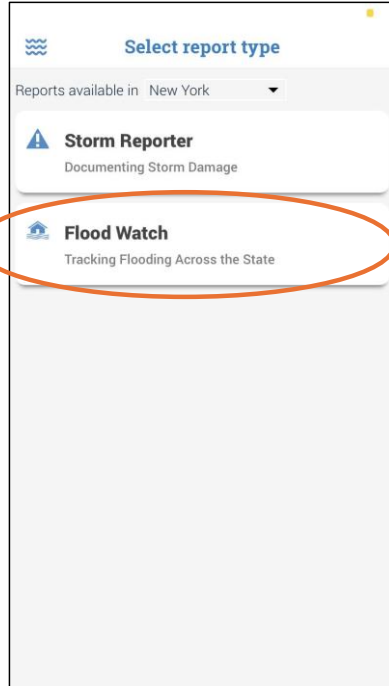 Select report type
Reports available in New York
Storm Reporter
Documenting Storm Damage
Flood Watch
Tracking Flooding Across the State